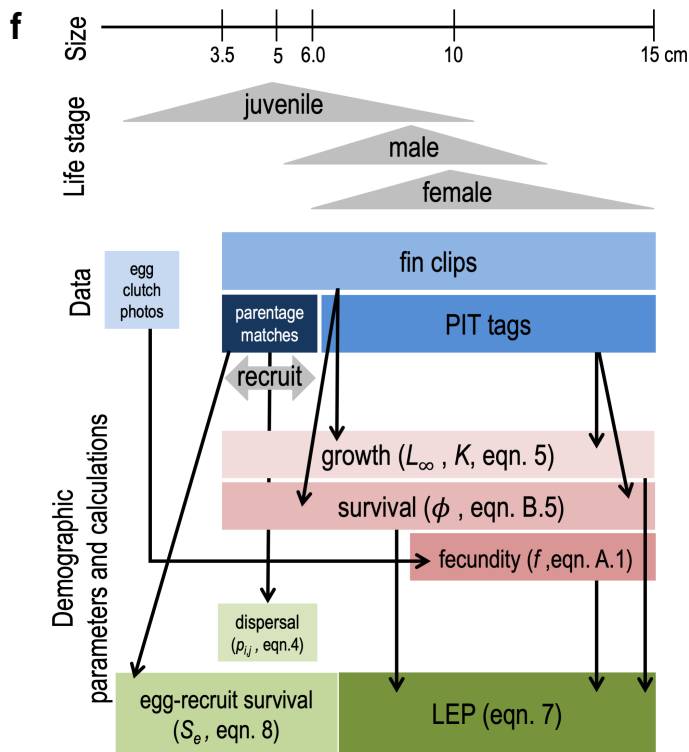 f
Size
3.5 5 6.0 10 15 cm
Life stage
juvenile
male
female
Data
egg
clutch
photos
fin clips
parentage
matches
PIT tags
recruit
Demographic
parameters and calculations
growth (L∞ , K, eqn. 5)
survival (ϕ , eqn. B.5)
fecundity (f ,eqn. A.1)
dispersal
(pi,j , eqn.4)
egg-recruit survival
(Se , eqn. 8)
LEP (eqn. 7)